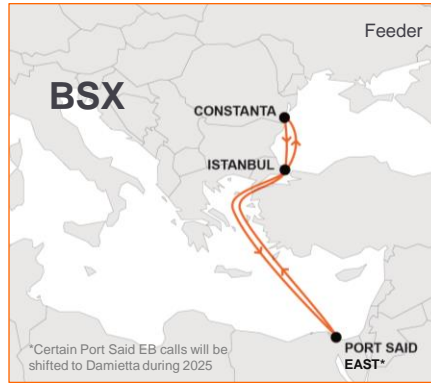 Feeder
BSX
CONSTANTA
ISTANBUL
PORT SAID
EAST*
*Certain Port Said EB calls will be
shifted to Damietta during 2025